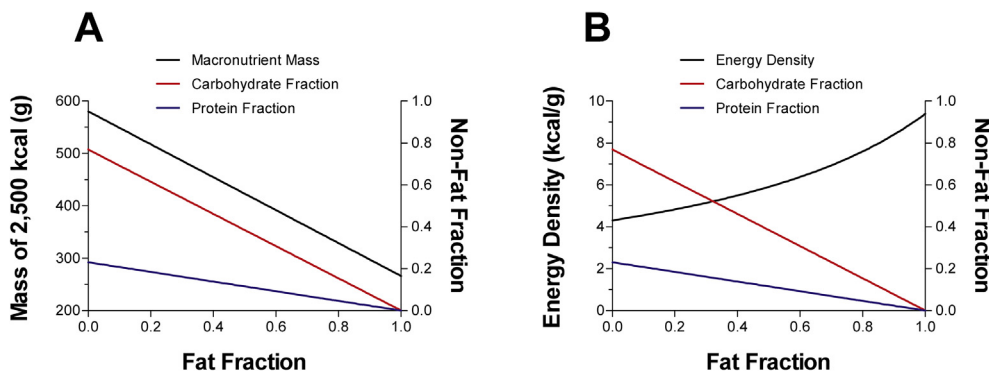 A
Macronutrient Mass
Carbohydrate Fraction
Protein Fraction
Mass of 2,500 kcal (g)
600
500
400
300
200
1.0
0.8
0.6
0.4
0.2
0.0
Non-Fat Fraction
0.0 0.2 0.4 0.6 0.8 1.0
Fat Fraction
B
Energy Density
Carbohydrate Fraction
Protein Fraction
Energy Density (kcal/g)
10
8
6
4
2
0
1.0
0.8
0.6
0.4
0.2
0.0
Non-Fat Fraction
0.0 0.2 0.4 0.6 0.8 1.0
Fat Fraction